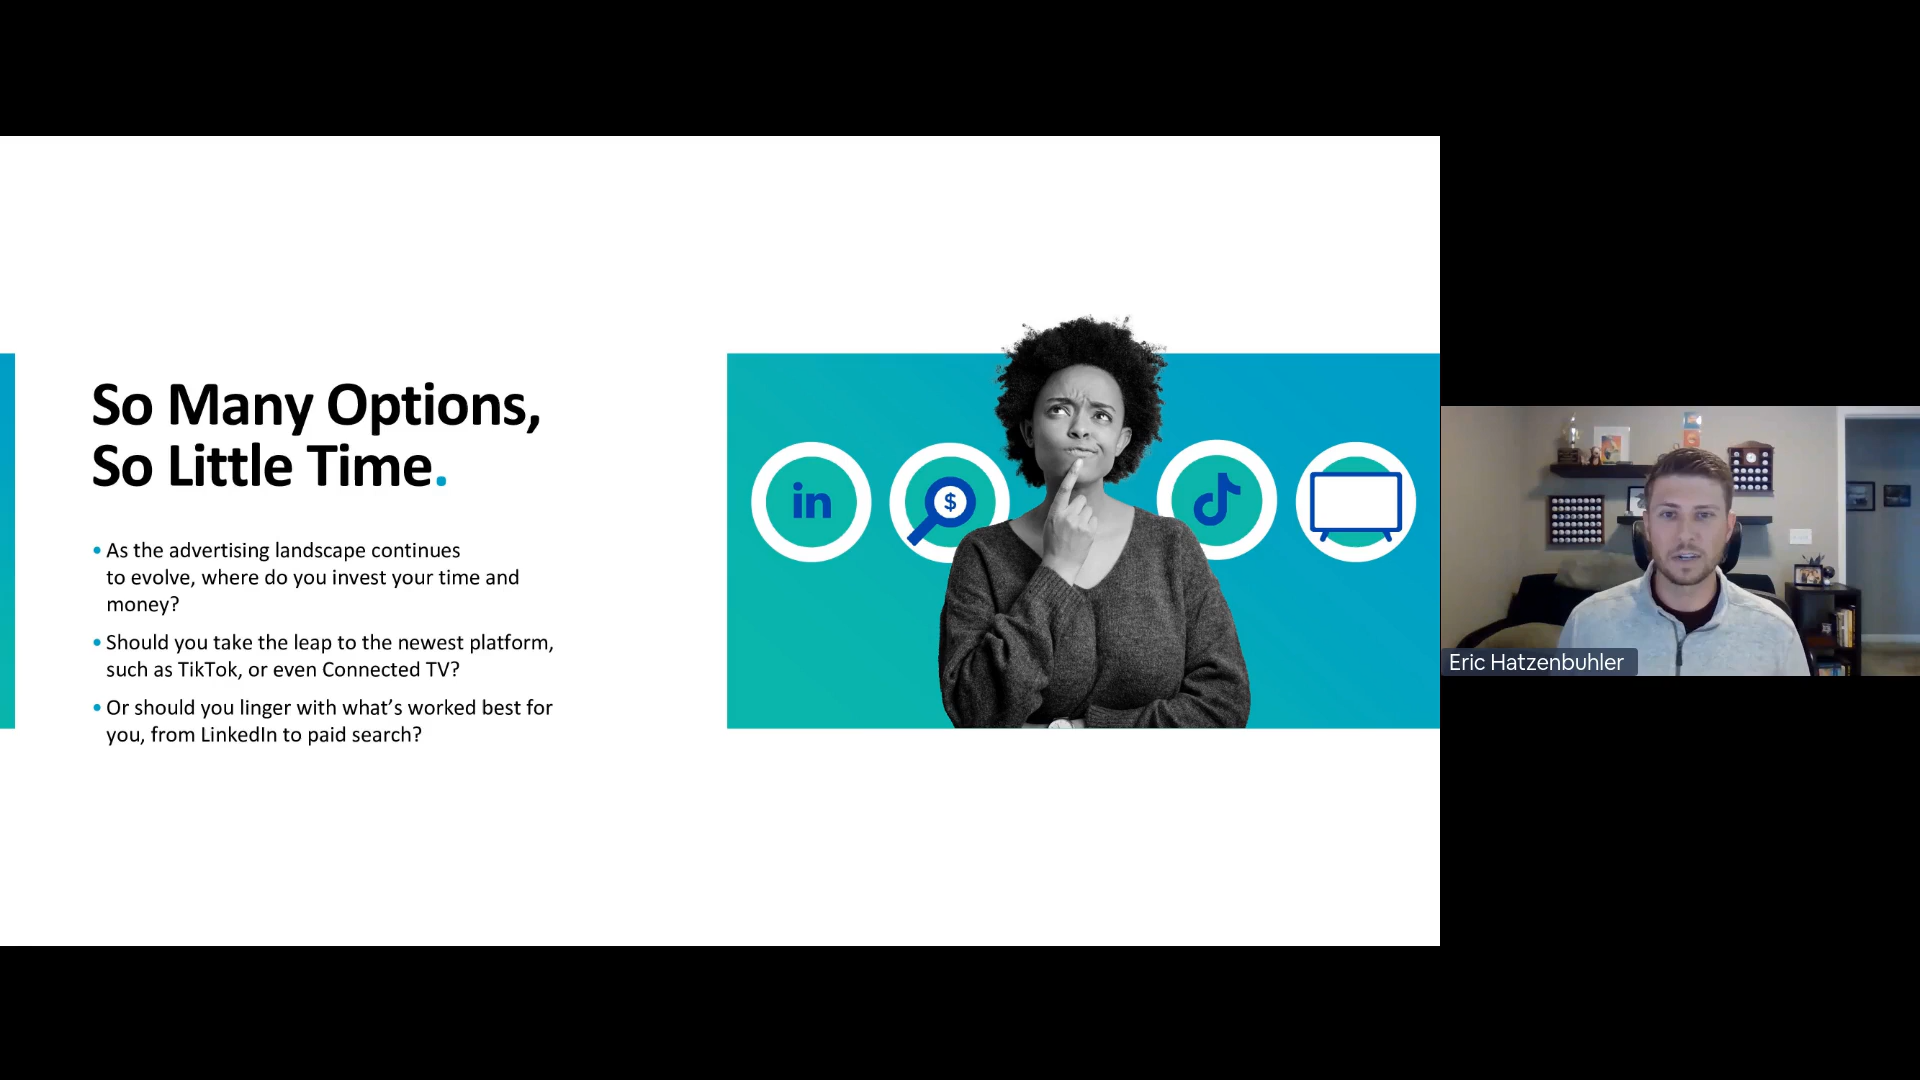 So Many Options,
So Little Time.
• As the advertising landscape continues
to evolve, where do you invest your time and
money?
• Should you take the leap to the newest platform,
such as TikTok, or even Connected TV?
• Or should you linger with what’s worked best for
you, from LinkedIn to paid search?
in
$
Eric Hatzenbuhler